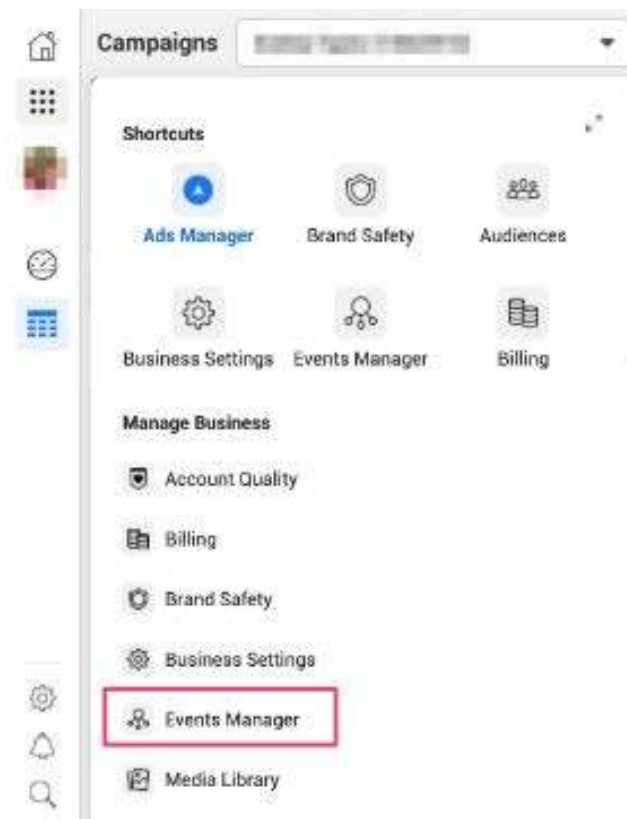 Campaigns
Shortcuts
Ads Manager Brand Safety Audiences
Business Settings Events Manager Billing
Manage Business
Account Quality
Billing
Brand Safety
Business Settings
Events Manager
Media Library